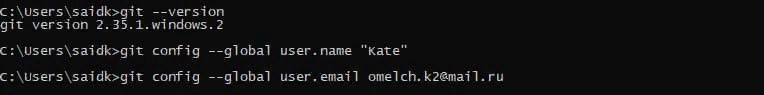 C:\Users\saidk>git --version
git version 2.35.1.windows.2
C:\Users\saidk>git config --global user.name "Kate"
C:\Users\saidk>git config --global user.email omelch.k2@mail.ru